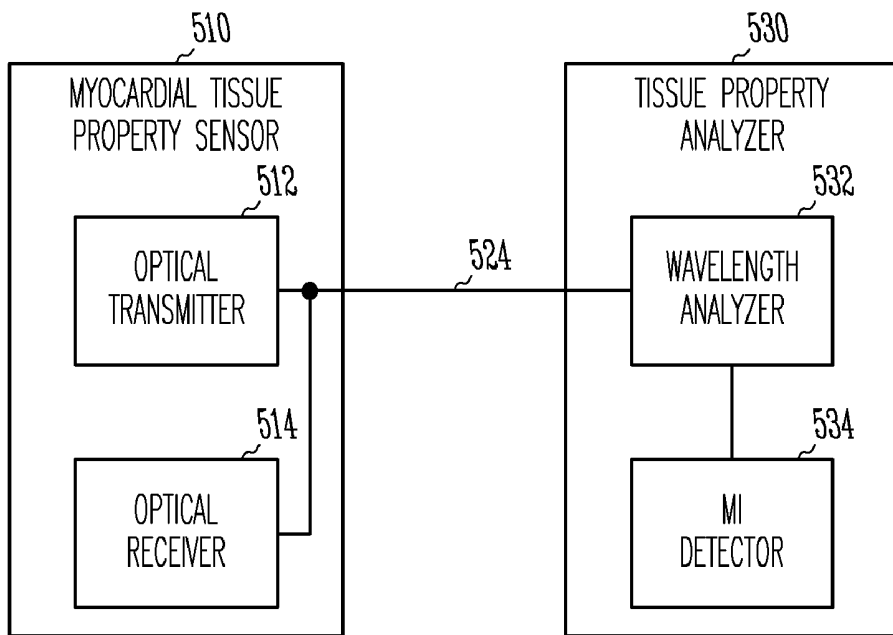 510
MYOCARDIAL TISSUE
PROPERTY SENSOR
512
OPTICAL
TRANSMITTER
514
OPTICAL
RECEIVER
524
530
TISSUE PROPERTY
ANALYZER
532
WAVELENGTH
ANALYZER
534
MI
DETECTOR